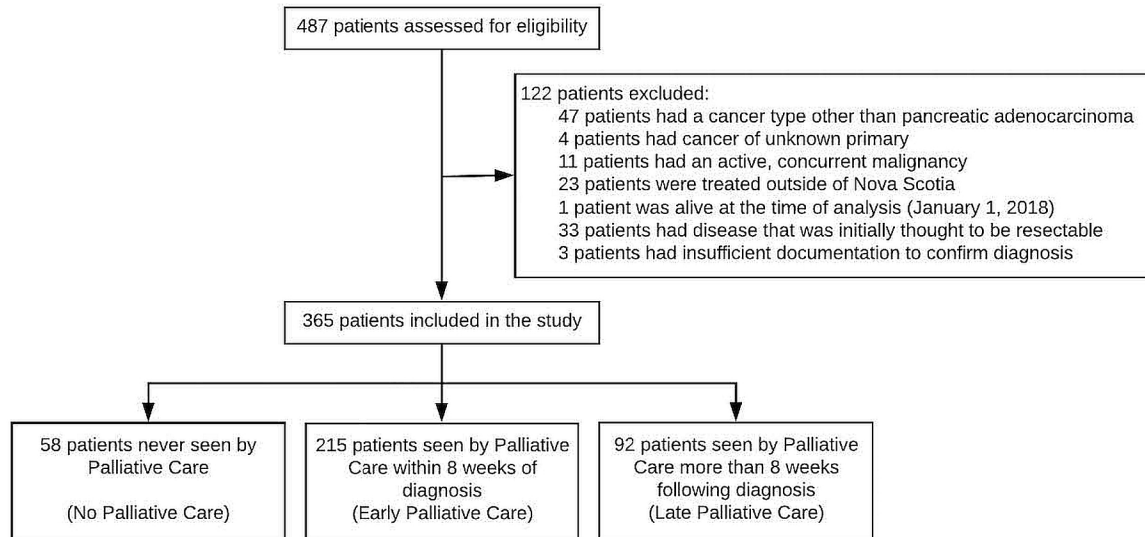 487 patients assessed for eligibility
122 patients excluded:
47 patients had a cancer type other than pancreatic adenocarcinoma
4 patients had cancer of unknown primary
11 patients had an active, concurrent malignancy
23 patients were treated outside of Nova Scotia
1 patient was alive at the time of analysis (January 1, 2018)
33 patients had disease that was initially thought to be resectable
3 patients had insufficient documentation to confirm diagnosis
365 patients included in the study
58 patients never seen by
Palliative Care
(No Palliative Care)
215 patients seen by Palliative
Care within 8 weeks of
diagnosis
(Early Palliative Care)
92 patients seen by Palliative
Care more than 8 weeks
following diagnosis
(Late Palliative Care)